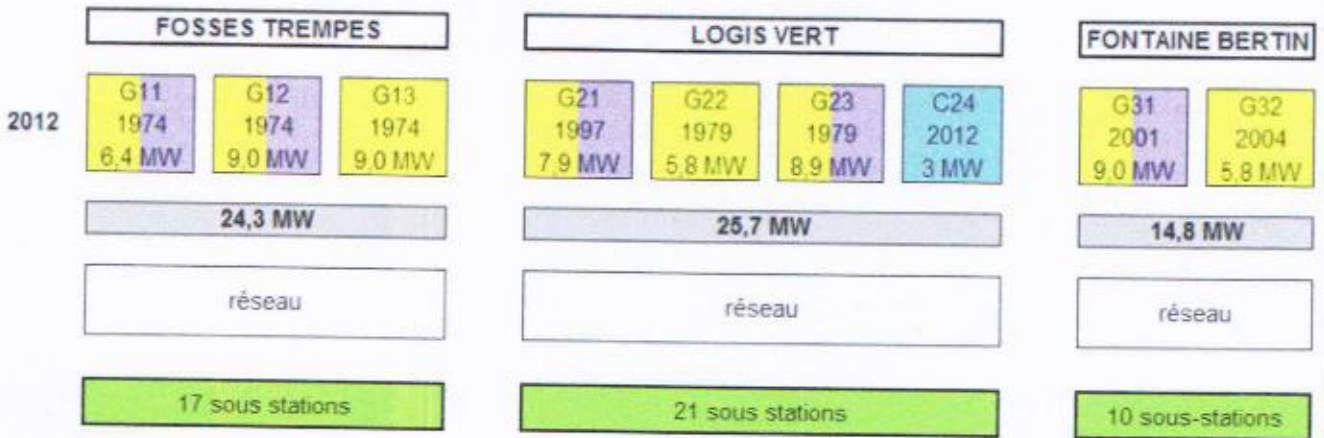 FOSSES TREMPES
LOGIS VERT
FONTAINE BERTIN
2012
G11
1974
6,4 MW
G12
1974
9,0 MW
G13
1974
9,0 MW
G21
1997
7,9 MW
G22
1979
5,8 MW
G23
1979
8,9 MW
C24
2012
3 MW
G31
2001
9,0 MW
G32
2004
5,8 MW
24,3 MW
25,7 MW
14,8 MW
réseau
réseau
réseau
17 sous stations
21 sous stations
10 sous-stations